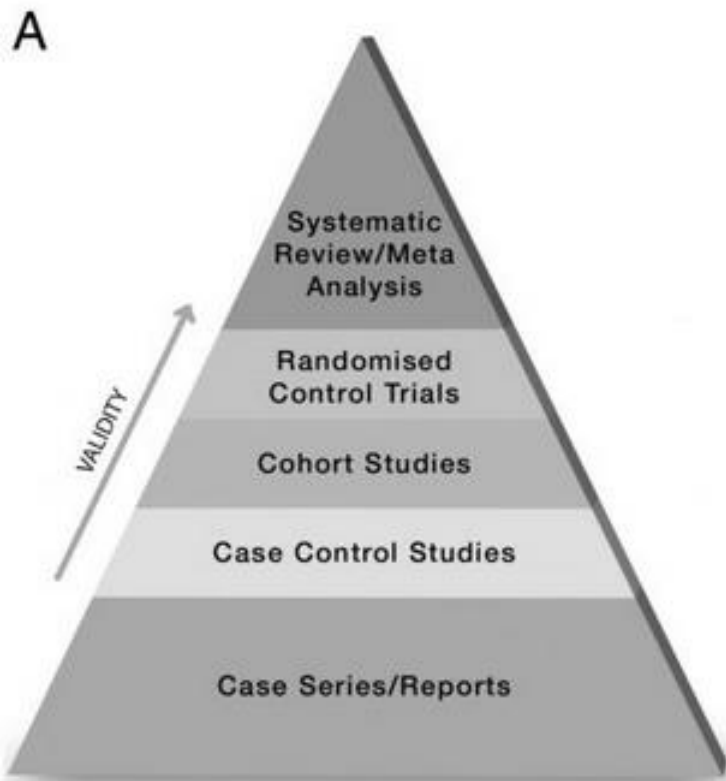 A
Systematic
Review/Meta
Analysis
Randomised
Control Trials
VALIDITY
Cohort Studies
Case Control Studies
Case Series/Reports